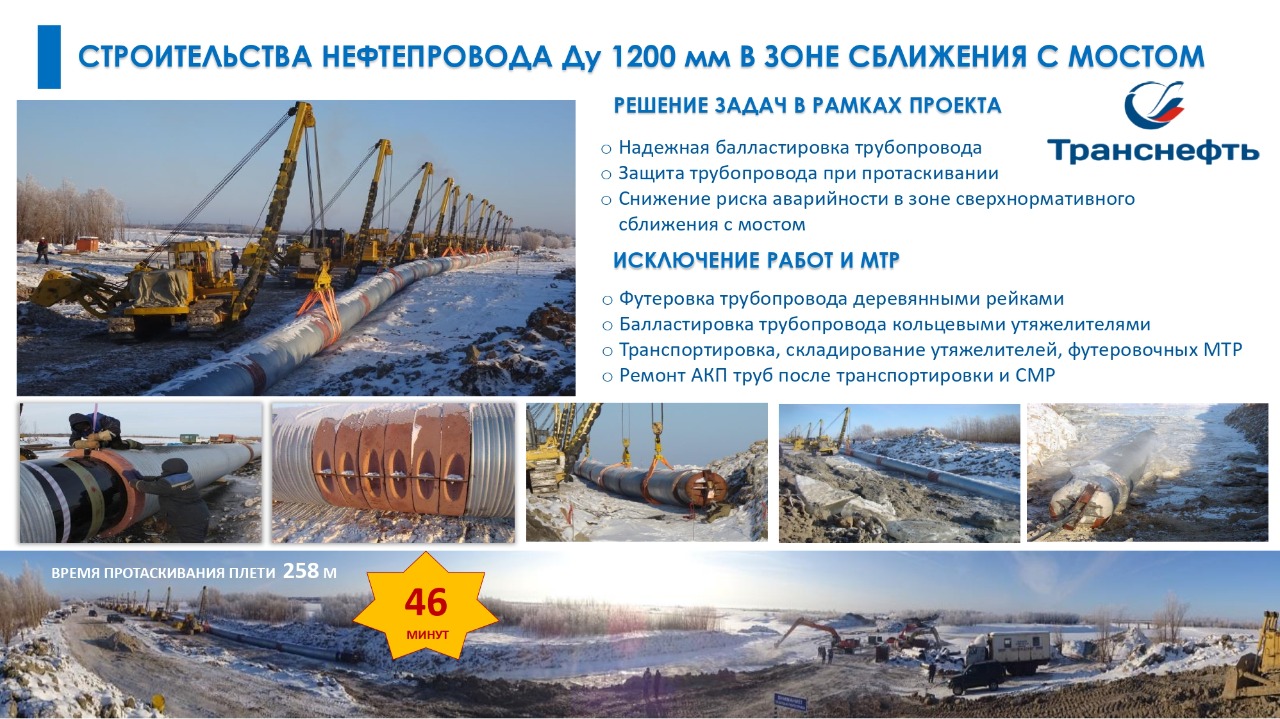 СТРОИТЕЛЬСТВА НЕФТЕПРОВОДА Ду 1200 мм В ЗОНЕ СБЛИЖЕНИЯ С МОСТОМ
РЕШЕНИЕ ЗАДАЧ В РАМКАХ ПРОЕКТА
Транснефть
o Надежная балластировка трубопровода
o Защита трубопровода при протаскивании
o Снижение риска аварийности в зоне сверхнормативного
сближения с мостом
ИСКЛЮЧЕНИЕ РАБОТ И МТР
o Футеровка трубопровода деревянными рейками
o Балластировка трубопровода кольцевыми утяжелителями
o Транспортировка, складирование утяжелителей, футеровочных МТР
o Ремонт АКП труб после транспортировки и СМР
ВРЕМЯ ПРОТАСКИВАНИЯ ПЛЕТИ 258 М
46
МИНУТ